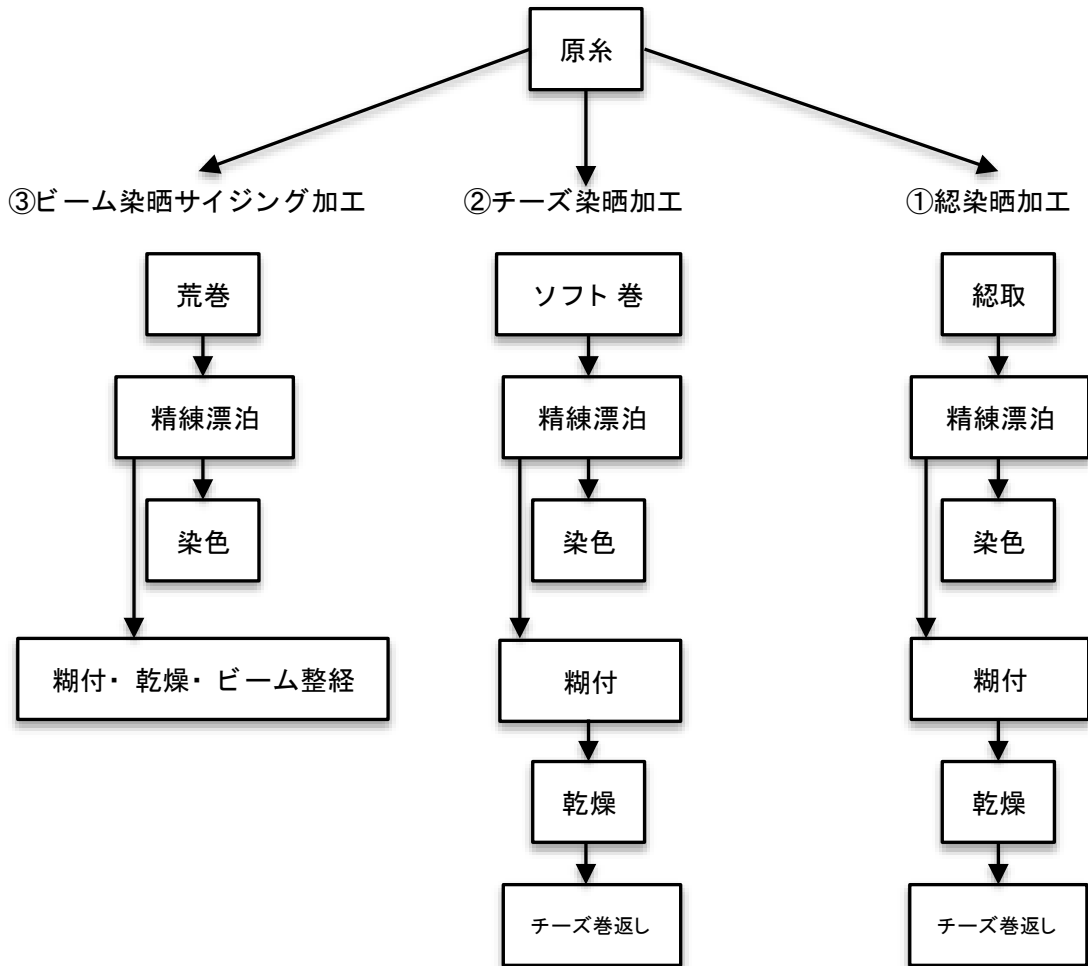 原糸
③ビーム染晒サイジング加工
②チーズ染晒加工
①綛染晒加工
荒巻
ソフト巻
綛取
精練漂泊
精練漂泊
精練漂泊
染色
染色
染色
糊付・乾燥・ビーム整経
糊付
糊付
乾燥
乾燥
チーズ巻返し
チーズ巻返し